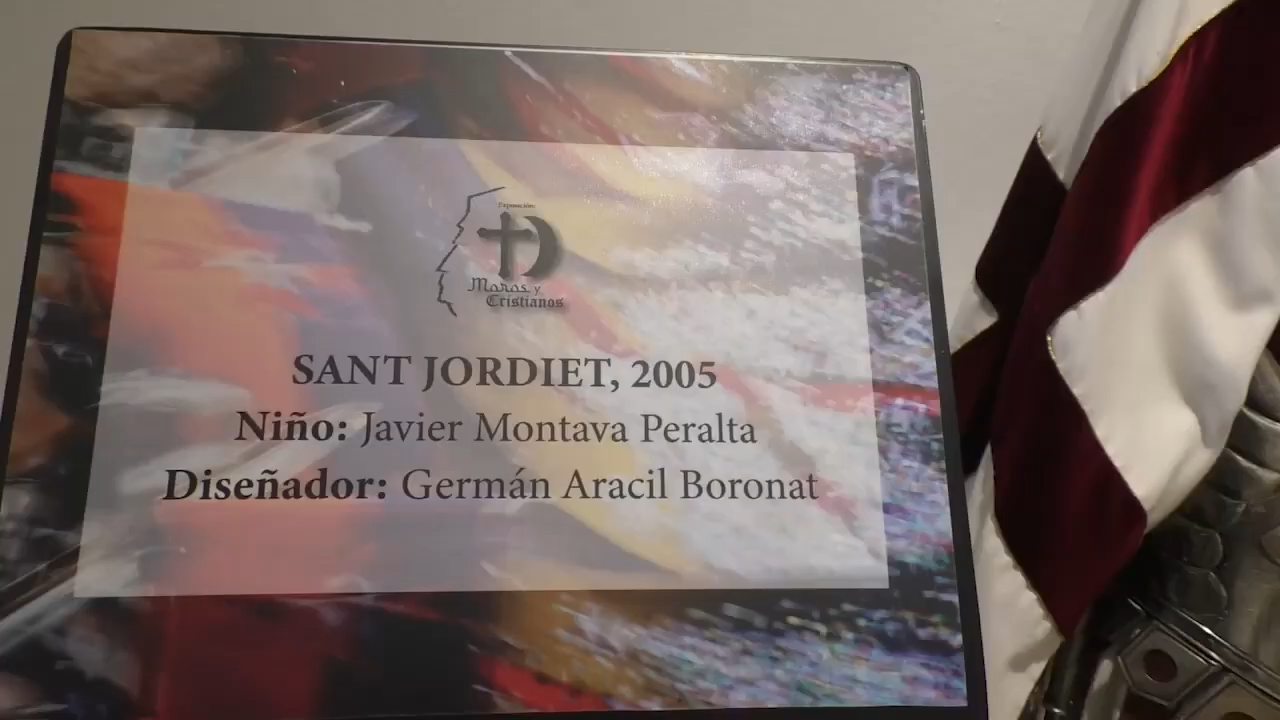 Exposición:
Moros y
Cristianos
SANT JORDIET, 2005
Niño: Javier Montava Peralta
Diseñador: Germán Aracil Boronat